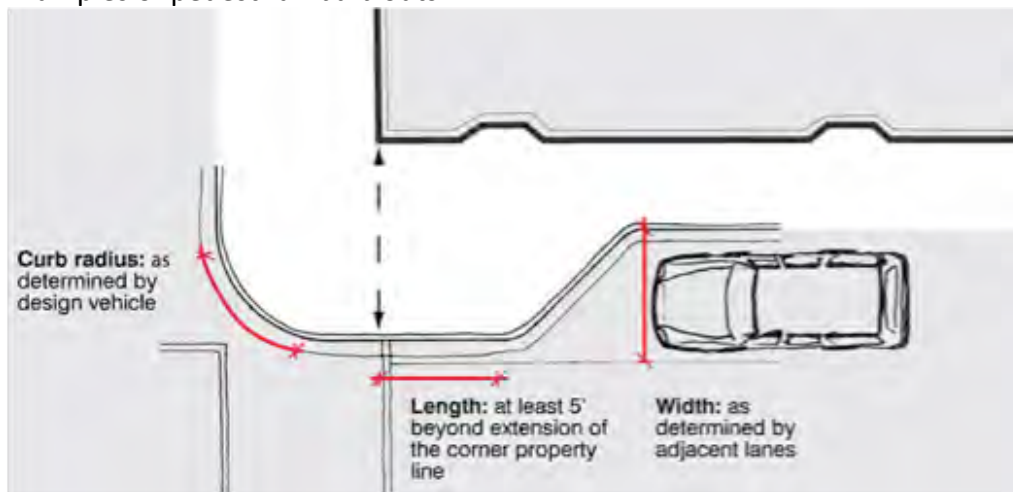 Curb radius: as
determined by
design vehicle
Length: at least 5'
beyond extension of
the corner property
line
Width: as
determined by
adjacent lanes